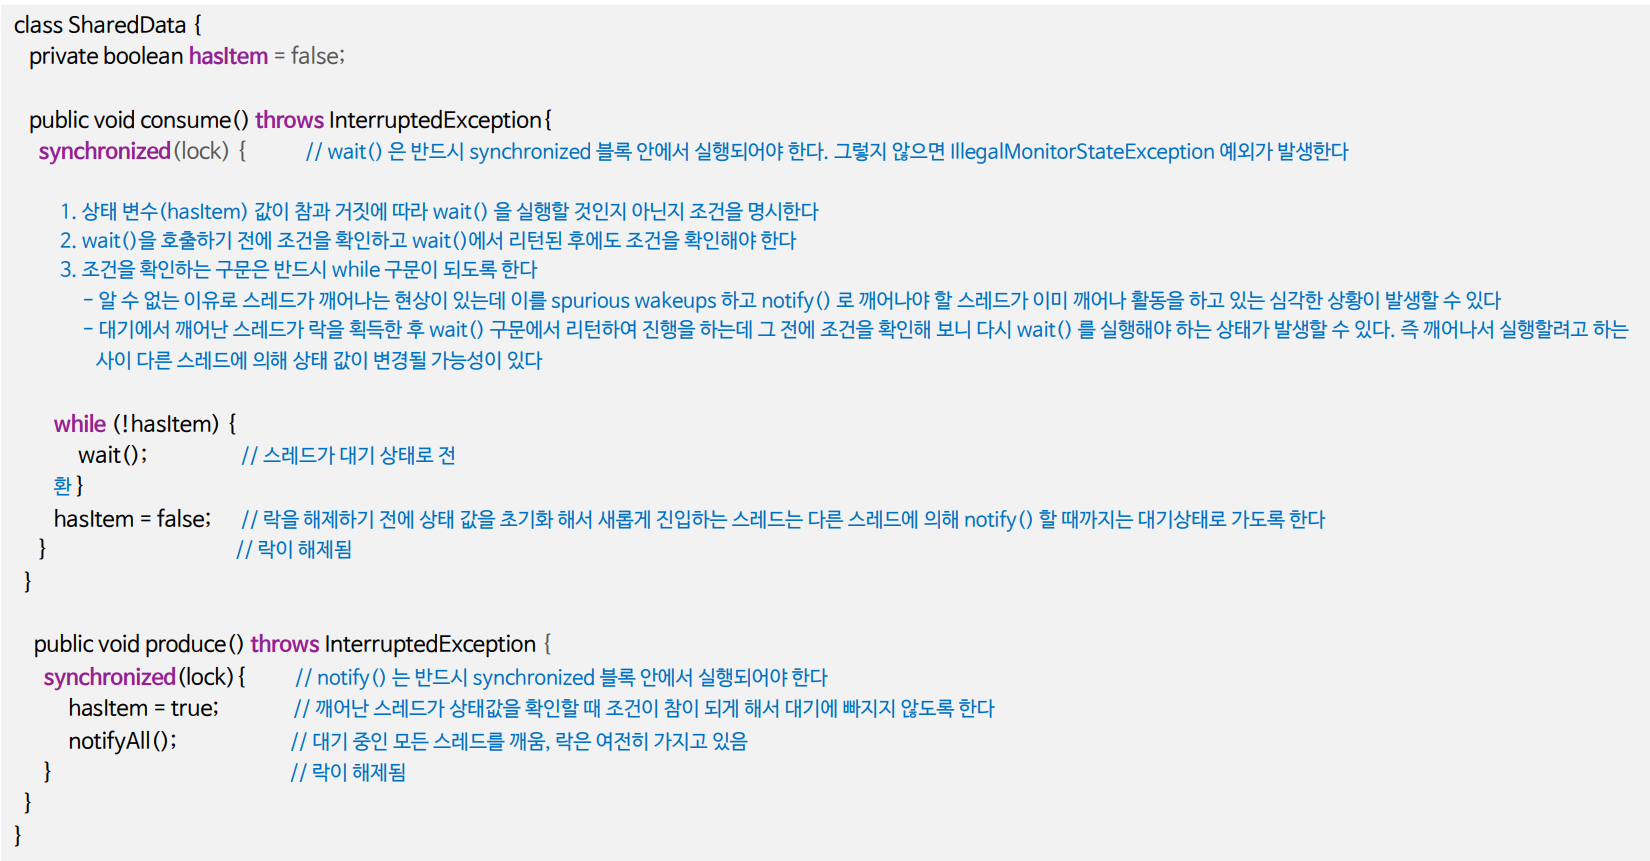 class SharedData {
private boolean hasItem = false;
public void consume() throws InterruptedException{
synchronized(lock) { // wait() 은 반드시 synchronized 블록 안에서 실행되어야 한다. 그렇지 않으면 IllegalMonitorStateException 예외가 발생한다
1. 상태 변수(hasItem) 값이 참과 거짓에 따라 wait() 을 실행할 것인지 아닌지 조건을 명시한다
2. wait()을 호출하기 전에 조건을 확인하고 wait()에서 리턴된 후에도 조건을 확인해야 한다
3. 조건을 확인하는 구문은 반드시 while 구문이 되도록 한다
- 알 수 없는 이유로 스레드가 깨어나는 현상이 있는데 이를 spurious wakeups 하고 notify() 로 깨어나야 할 스레드가 이미 깨어나 활동을 하고 있는 심각한 상황이 발생할 수 있다
- 대기에서 깨어난 스레드가 락을 획득한 후 wait() 구문에서 리턴하여 진행을 하는데 그 전에 조건을 확인해 보니 다시 wait() 를 실행해야 하는 상태가 발생할 수 있다. 즉 깨어나서 실행할려고 하는
사이 다른 스레드에 의해 상태 값이 변경될 가능성이 있다
while (!hasItem) {
wait(); // 스레드가 대기 상태로 전
환 }
hasItem = false; // 락을 해제하기 전에 상태 값을 초기화 해서 새롭게 진입하는 스레드는 다른 스레드에 의해 notify() 할 때까지는 대기상태로 가도록 한다
} // 락이 해제됨
}
public void produce() throws InterruptedException {
synchronized(lock){ // notify() 는 반드시 synchronized 블록 안에서 실행되어야 한다
hasItem = true; // 깨어난 스레드가 상태값을 확인할 때 조건이 참이 되게 해서 대기에 빠지지 않도록 한다
notifyAll(); // 대기 중인 모든 스레드를 깨움, 락은 여전히 가지고 있음
} // 락이 해제됨
}
}